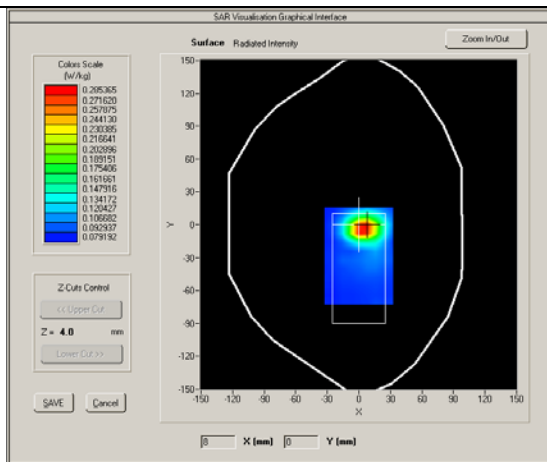 SAR Visualisation Graphical Interface
Surface Radiated Intensity
Zoom In/Out
Colors Scale
(W/kg)
0.285365
0.271620
0.257875
0.244130
0.230385
0.216641
0.202896
0.189151
0.175406
0.161661
0.147916
0.134172
0.120427
0.106682
0.092937
0.079192
Z-Cuts Control
<< Upper Cut
Z = 4.0 mm
Lower Cut >>
SAVE Cancel
150-
120-
90-
60-
30-
0-
-30-
-60-
-90-
-120-
-150-
Y
-150 -120 -90 -60 -30 0 30 60 90 120 150
X
8 X (mm) 0 Y (mm)